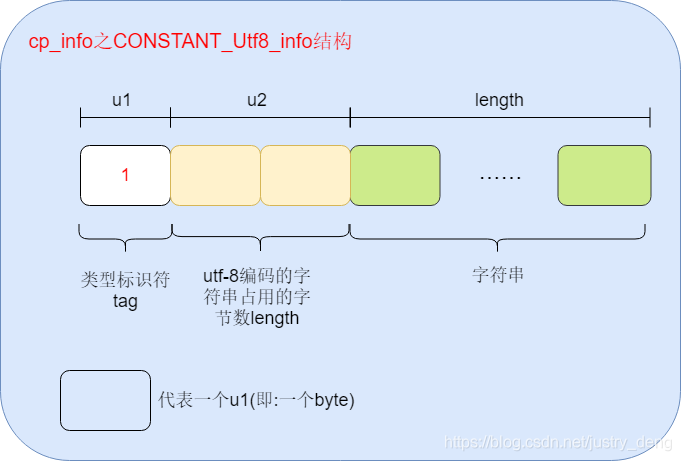 cp_info之CONSTANT_Utf8_info结构
u1
u2
length
1
……
类型标识符
tag
utf-8编码的字
符串占用的字
节数length
字符串
代表一个u1(即:一个byte)
https://blog.csdn.net/justry_deng